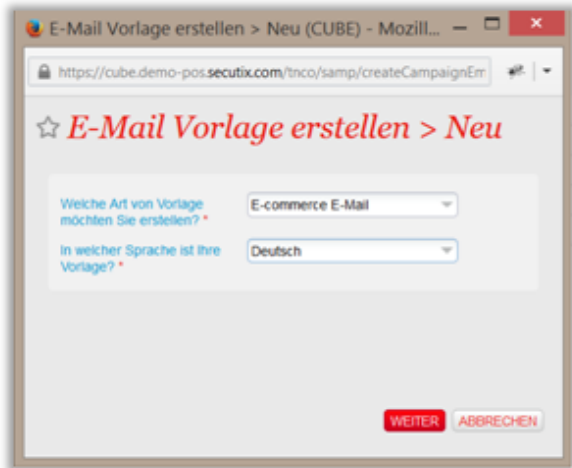 E-Mail Vorlage erstellen > Neu (CUBE) - Mozill...
https://cube.demo-pos.secutix.com/tnco/samp/createCampaignEm
E-Mail Vorlage erstellen > Neu
Welche Art von Vorlage
möchten Sie erstellen? *
E-commerce E-Mail
In welcher Sprache ist Ihre
Vorlage? *
Deutsch
WEITER ABBRECHEN